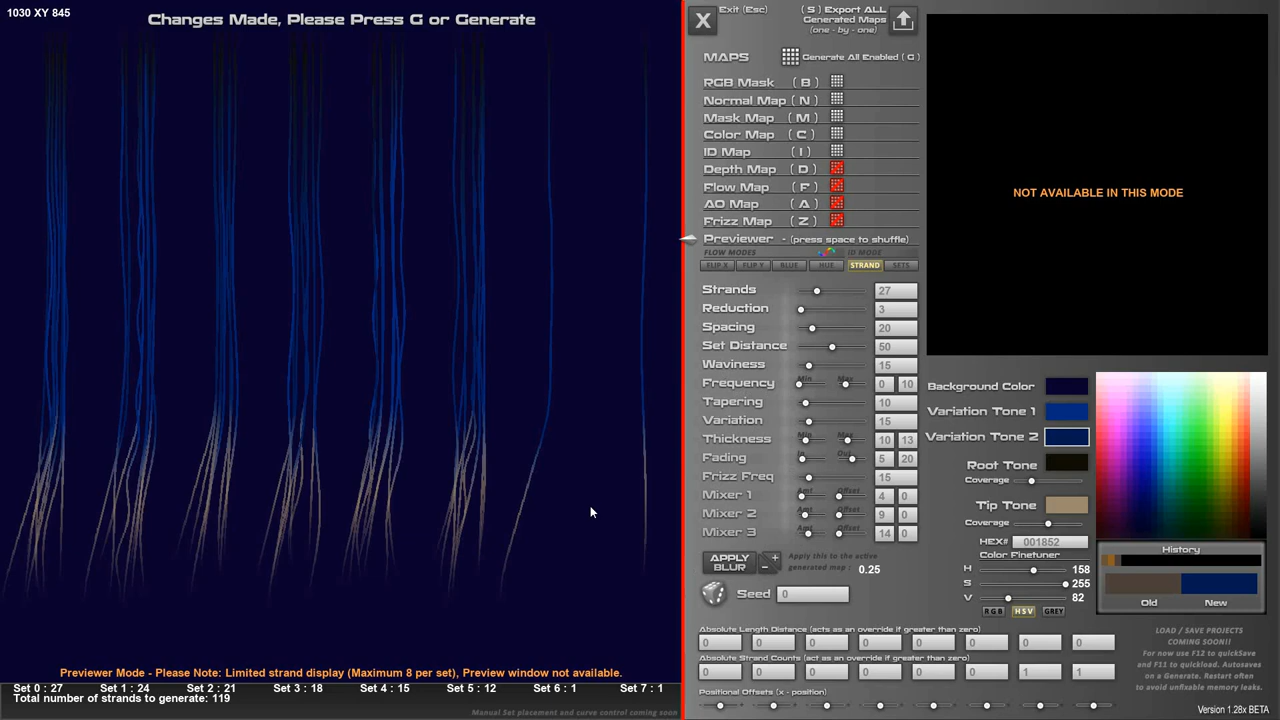 1030 XY 845
Changes Made, Please Press G or Generate
Exit (Esc)
( S ) Export ALL
Generated Maps
(one - by - one)
MAPS
Generate All Enabled ( G )
RGB Mask ( B )
Normal Map ( N )
Mask Map ( M )
Color Map ( C )
ID Map ( I )
Depth Map ( D )
Flow Map ( F )
AO Map ( A )
Frizz Map ( Z )
Previewer - (press space to shuffle)
FLOW MODES ID MODE
FLIP X FLIP Y BLUE HUE STRAND SETS
Strands 27
Reduction 3
Spacing 20
Set Distance 50
Waviness 15
Frequency Min Max 0 10
Tapering 10
Variation 15
Thickness Min Max 10 13
Fading In Out 5 20
Frizz Freq 15
Mixer 1 Amt Offset 4 0
Mixer 2 9 0
Mixer 3 Amt Offset 14 0
APPLY BLUR + - Apply this to the active generated map : 0.25
Seed 0
Absolute Length Distance (acts as an override if greater than zero)
0 0 0 0 0 0 0 0
Absolute Strand Counts (act as an override if greater than zero)
0 0 0 0 0 0 1 1
Positional Offsets (x - position)
NOT AVAILABLE IN THIS MODE
Background Color
Variation Tone 1
Variation Tone 2
Root Tone
Coverage
Tip Tone
Coverage
HEX# 001852
Color Finetuner
H 158
S 255
V 82
RGB HSV GREY
History
Old New
LOAD / SAVE PROJECTS
COMING SOON!!
For now use F12 to quickSave
and F11 to quickload. Autosaves
on a Generate. Restart often
to avoid unfixable memory leaks.
Version 1.28x BETA
Previewer Mode - Please Note: Limited strand display (Maximum 8 per set), Preview window not available.
Set 0 : 27 Set 1 : 24 Set 2 : 21 Set 3 : 18 Set 4 : 15 Set 5 : 12 Set 6 : 1 Set 7 : 1
Total number of strands to generate: 119
Manual Set placement and curve control coming soon